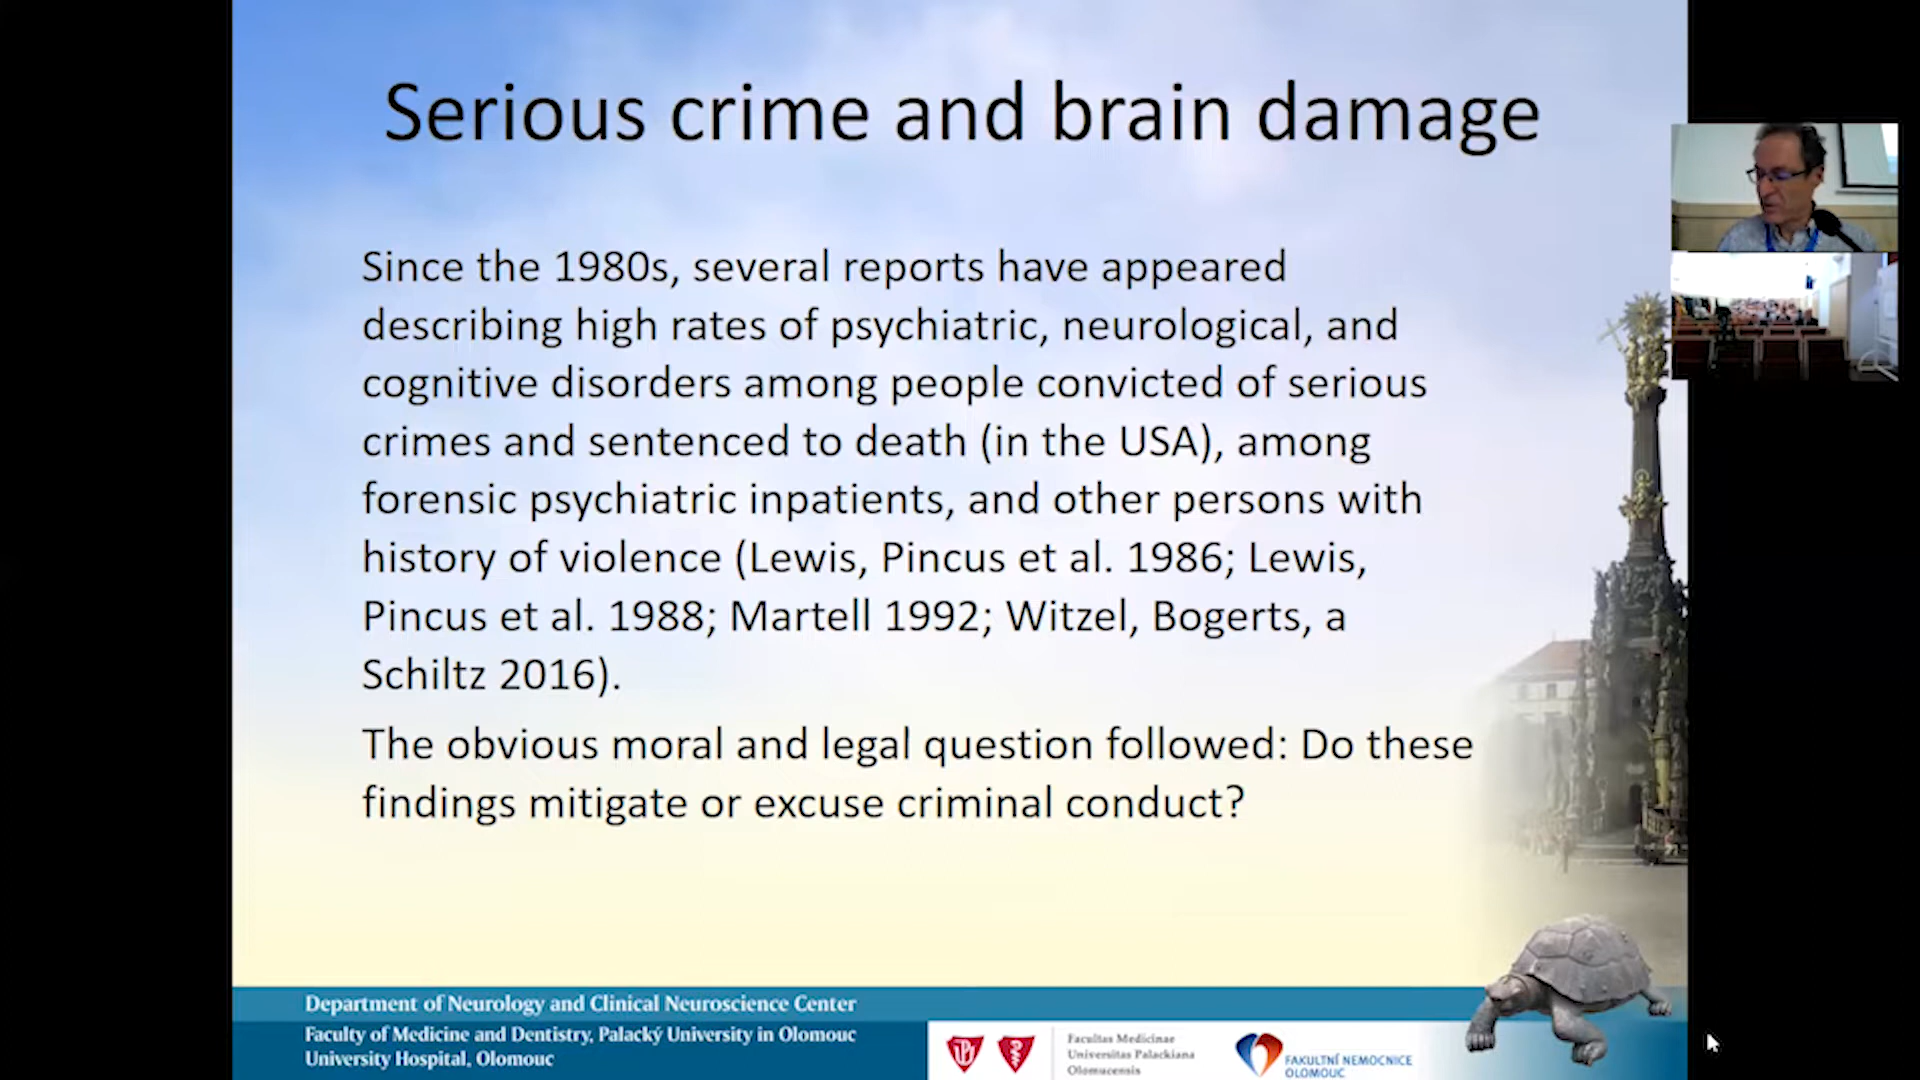 Serious crime and brain damage
Since the 1980s, several reports have appeared
describing high rates of psychiatric, neurological, and
cognitive disorders among people convicted of serious
crimes and sentenced to death (in the USA), among
forensic psychiatric inpatients, and other persons with
history of violence (Lewis, Pincus et al. 1986; Lewis,
Pincus et al. 1988; Martell 1992; Witzel, Bogerts, a
Schiltz 2016).
The obvious moral and legal question followed: Do these
findings mitigate or excuse criminal conduct?
Department of Neurology and Clinical Neuroscience Center
Faculty of Medicine and Dentistry, Palacký University in Olomouc
University Hospital, Olomouc
Facultas Medicinae
Universitas Palackiana
Olomucensis
FAKULTNÍ NEMOCNICE
OLOMOUC